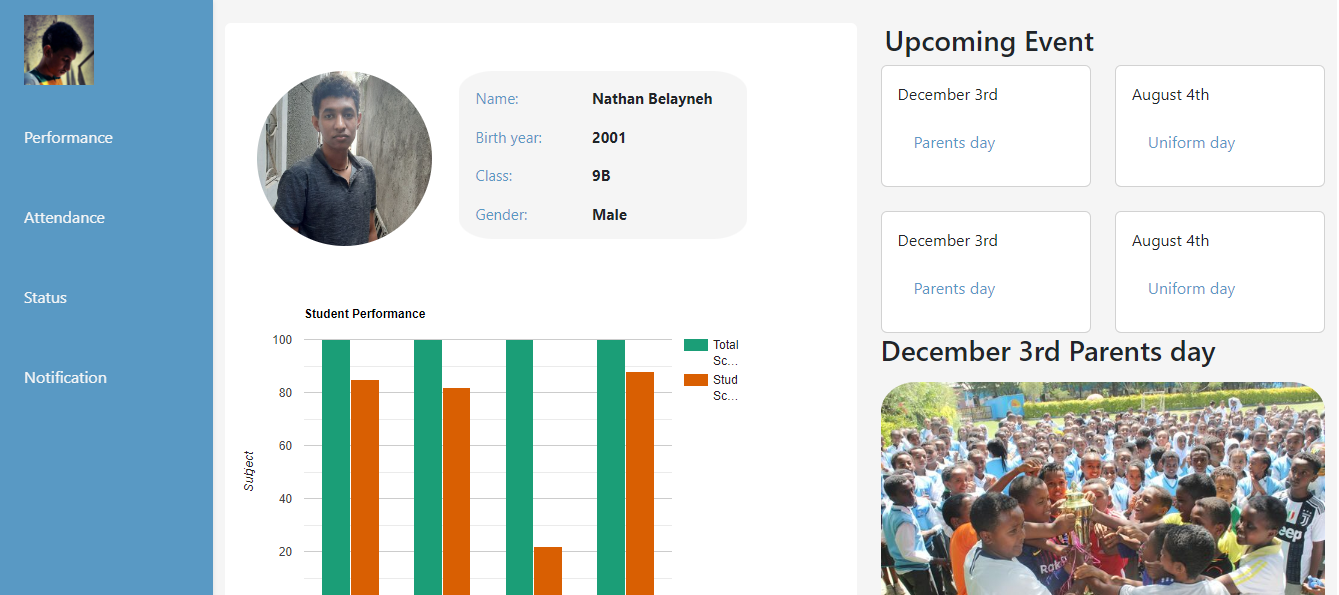 Performance
Attendance
Status
Notification
Name: Nathan Belayneh
Birth year: 2001
Class: 9B
Gender: Male
Student Performance
100
80
60
40
20
Subject
Total
Sc...
Stud
Sc...
Upcoming Event
December 3rd
Parents day
August 4th
Uniform day
December 3rd
Parents day
August 4th
Uniform day
December 3rd Parents day
Jeep